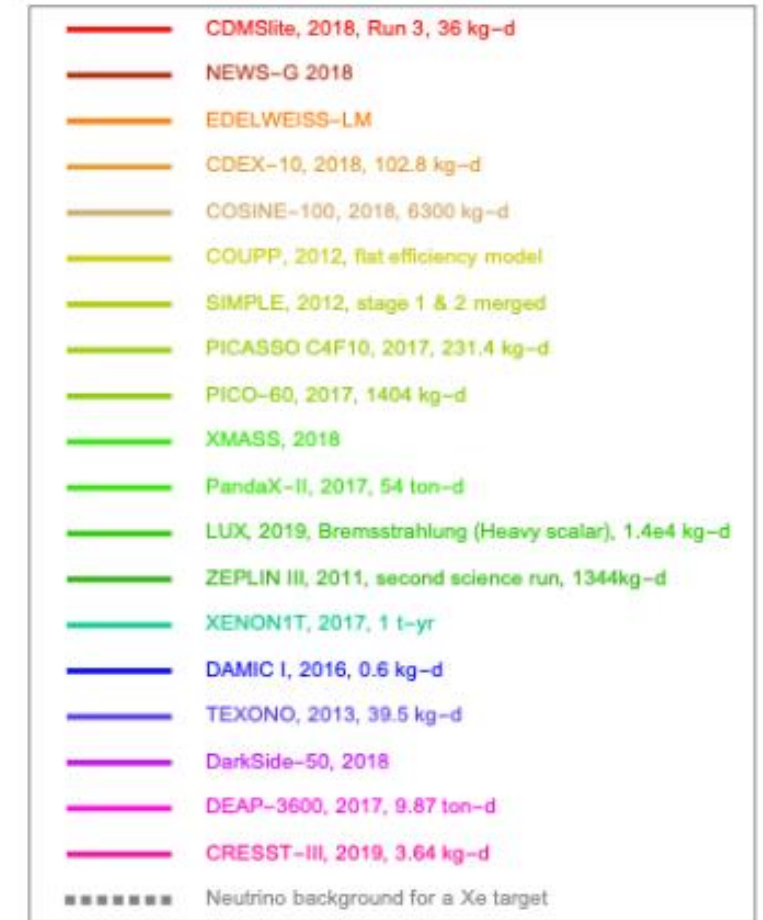 CDMSlite, 2018, Run 3, 36 kg–d
NEWS–G 2018
EDELWEISS–LM
CDEX–10, 2018, 102.8 kg–d
COSINE–100, 2018, 6300 kg–d
COUPP, 2012, flat efficiency model
SIMPLE, 2012, stage 1 & 2 merged
PICASSO C4F10, 2017, 231.4 kg–d
PICO–60, 2017, 1404 kg–d
XMASS, 2018
PandaX–II, 2017, 54 ton–d
LUX, 2019, Bremsstrahlung (Heavy scalar), 1.4e4 kg–d
ZEPLIN III, 2011, second science run, 1344kg–d
XENON1T, 2017, 1 t–yr
DAMIC I, 2016, 0.6 kg–d
TEXONO, 2013, 39.5 kg–d
DarkSide–50, 2018
DEAP–3600, 2017, 9.87 ton–d
CRESST–III, 2019, 3.64 kg–d
Neutrino background for a Xe target